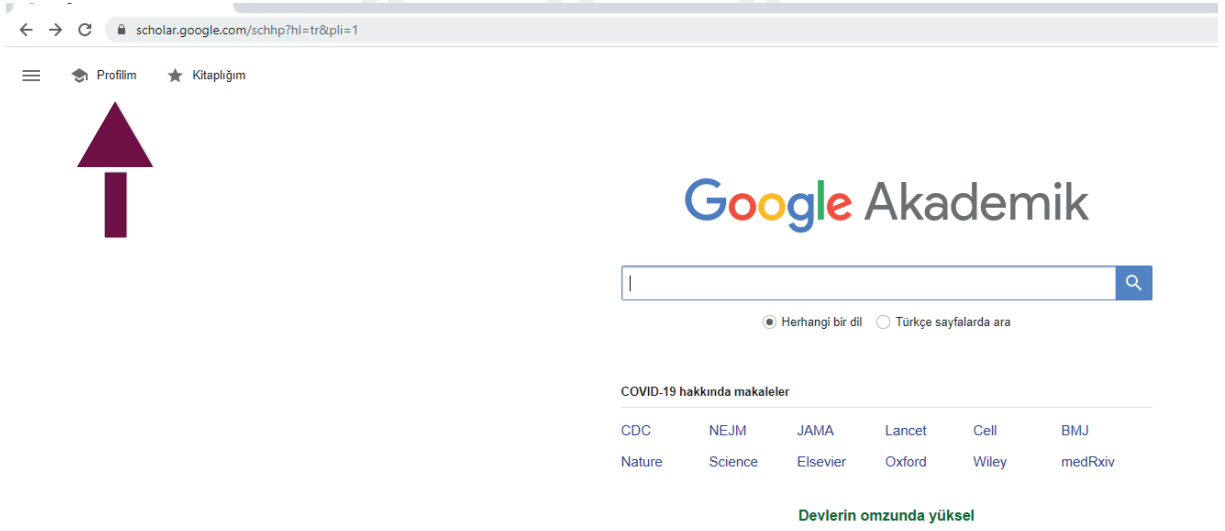 scholar.google.com/schhp?hl=tr&pli=1
Profilim Kitaplığım
Google Akademik
Herhangi bir dil Türkçe sayfalarda ara
COVID-19 hakkında makaleler
CDC NEJM JAMA Lancet Cell BMJ
Nature Science Elsevier Oxford Wiley medRxiv
Devlerin omzunda yüksel